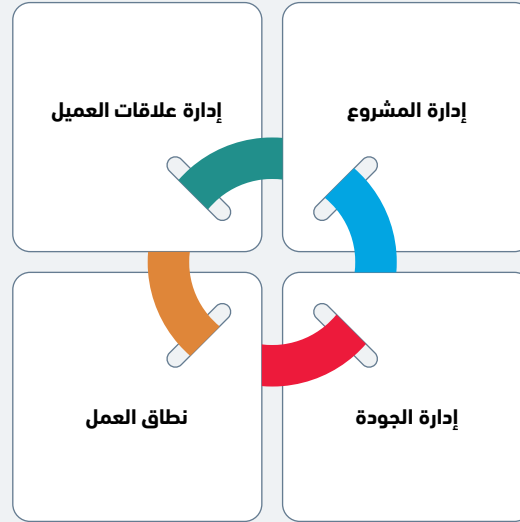 إدارة المشروع
إدارة علاقات العميل
إدارة الجودة
نطاق العمل